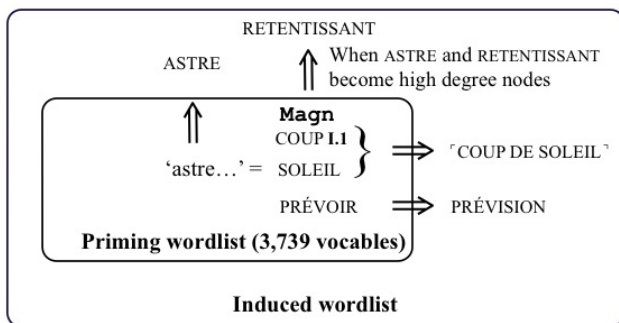 RETENTISSANT
ASTRE
When ASTRE and RETENTISSANT
become high degree nodes
Magn
COUP I.1
'astre…' = SOLEIL
⌜COUP DE SOLEIL⌝
PRÉVOIR
PRÉVISION
Priming wordlist (3,739 vocables)
Induced wordlist